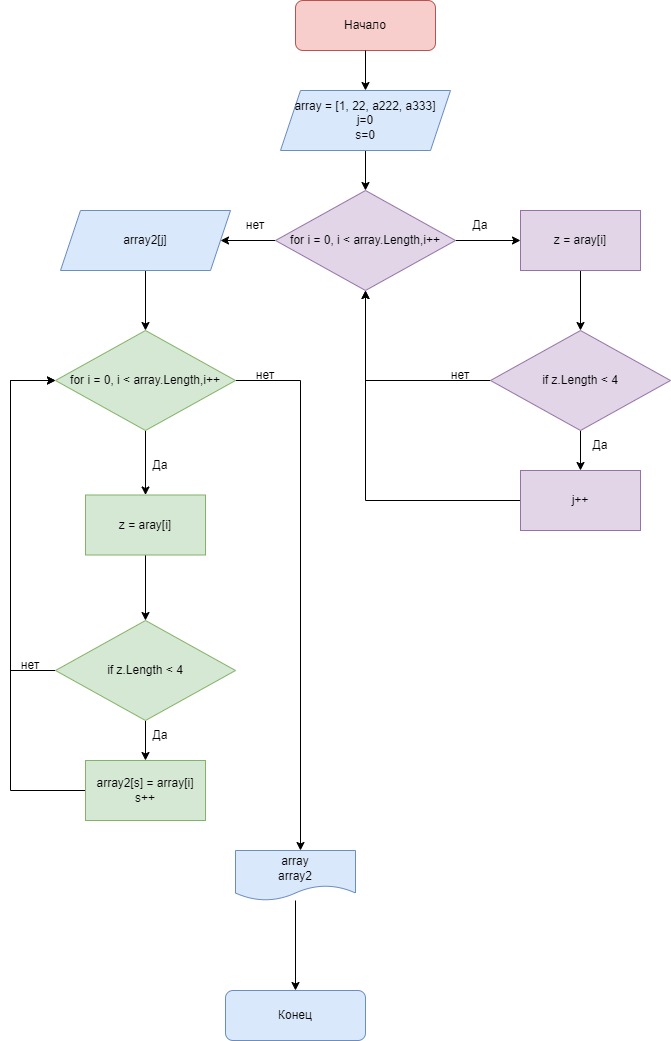 Начало
array = [1, 22, a222, a333]
j=0
s=0
for i = 0, i < array.Length,i++
Да
z = aray[i]
if z.Length < 4
нет
Да
j++
нет
array2[j]
for i = 0, i < array.Length,i++
нет
Да
z = aray[i]
if z.Length < 4
нет
Да
array2[s] = array[i]
s++
array
array2
Конец